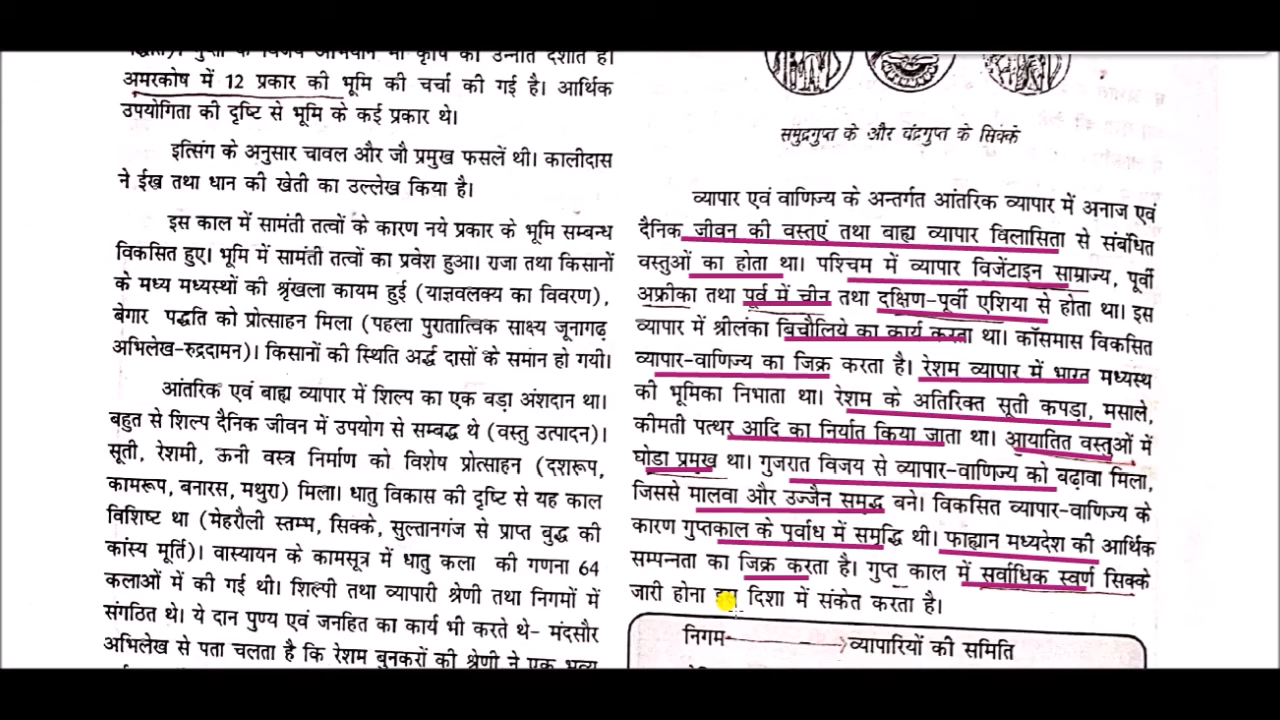 अमरकोष में 12 प्रकार की भूमि की चर्चा की गई है। आर्थिक
उपयोगिता की दृष्टि से भूमि के कई प्रकार थे।
इत्सिंग के अनुसार चावल और जौ प्रमुख फसलें थी। कालीदास
ने ईख तथा धान की खेती का उल्लेख किया है।
इस काल में सामंती तत्वों के कारण नये प्रकार के भूमि सम्बन्ध
विकसित हुए। भूमि में सामंती तत्वों का प्रवेश हुआ। राजा तथा किसानों
के मध्य मध्यस्थों की श्रृंखला कायम हुई (याज्ञवलक्य का विवरण),
बेगार पद्धति को प्रोत्साहन मिला (पहला पुरातात्विक साक्ष्य जूनागढ़
अभिलेख-रुद्रदामन)। किसानों की स्थिति अर्द्ध दासों के समान हो गयी।
आंतरिक एवं बाह्य व्यापार में शिल्प का एक बड़ा अंशदान था।
बहुत से शिल्प दैनिक जीवन में उपयोग से सम्बद्ध थे (वस्तु उत्पादन)।
सूती, रेशमी, ऊनी वस्त्र निर्माण को विशेष प्रोत्साहन (दशरूप,
कामरूप, बनारस, मथुरा) मिला। धातु विकास की दृष्टि से यह काल
विशिष्ट था (मेहरौली स्तम्भ, सिक्के, सुल्तानगंज से प्राप्त बुद्ध की
कांस्य मूर्ति)। वास्यायन के कामसूत्र में धातु कला की गणना 64
कलाओं में की गई थी। शिल्पी तथा व्यापारी श्रेणी तथा निगमों में
संगठित थे। ये दान पुण्य एवं जनहित का कार्य भी करते थे- मंदसौर
अभिलेख से पता चलता है कि रेशम बुनकरों की श्रेणी ने एक भव्य
समुद्रगुप्त के और चंद्रगुप्त के सिक्के
व्यापार एवं वाणिज्य के अन्तर्गत आंतरिक व्यापार में अनाज एवं
दैनिक जीवन की वस्तुएं तथा वाह्य व्यापार विलासिता से संबंधित
वस्तुओं का होता था। पश्चिम में व्यापार विजेंटाइन साम्राज्य, पूर्वी
अफ्रीका तथा पूर्व में चीन तथा दक्षिण-पूर्वी एशिया से होता था। इस
व्यापार में श्रीलंका बिचौलिये का कार्य करता था। कॉसमास विकसित
व्यापार-वाणिज्य का जिक्र करता है। रेशम व्यापार में भारत मध्यस्थ
की भूमिका निभाता था। रेशम के अतिरिक्त सूती कपड़ा, मसाले,
कीमती पत्थर आदि का निर्यात किया जाता था। आयातित वस्तुओं में
घोडा प्रमुख था। गुजरात विजय से व्यापार-वाणिज्य को बढ़ावा मिला,
जिससे मालवा और उज्जैन समृद्ध बने। विकसित व्यापार-वाणिज्य के
कारण गुप्तकाल के पूर्वाध में समृद्धि थी। फाह्यान मध्यदेश की आर्थिक
सम्पन्नता का जिक्र करता है। गुप्त काल में सर्वाधिक स्वर्ण सिक्के
जारी होना इस दिशा में संकेत करता है।
निगम व्यापारियों की समिति